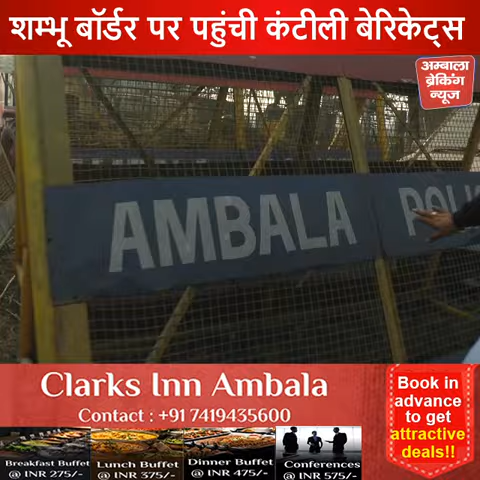 शम्भू बॉर्डर पर पहुंची कंटीली बेरिकेट्स
अम्बाला
ब्रेकिंग
न्यूज
AMBALA POLI
Clarks Inn Ambala
Contact : +91 7419435600
Book in
advance
to get
attractive
deals!!
Breakfast Buffet
@ INR 275/-
Lunch Buffet
@ INR 375/-
Dinner Buffet
@ INR 475/-
Conferences
@ INR 575/-